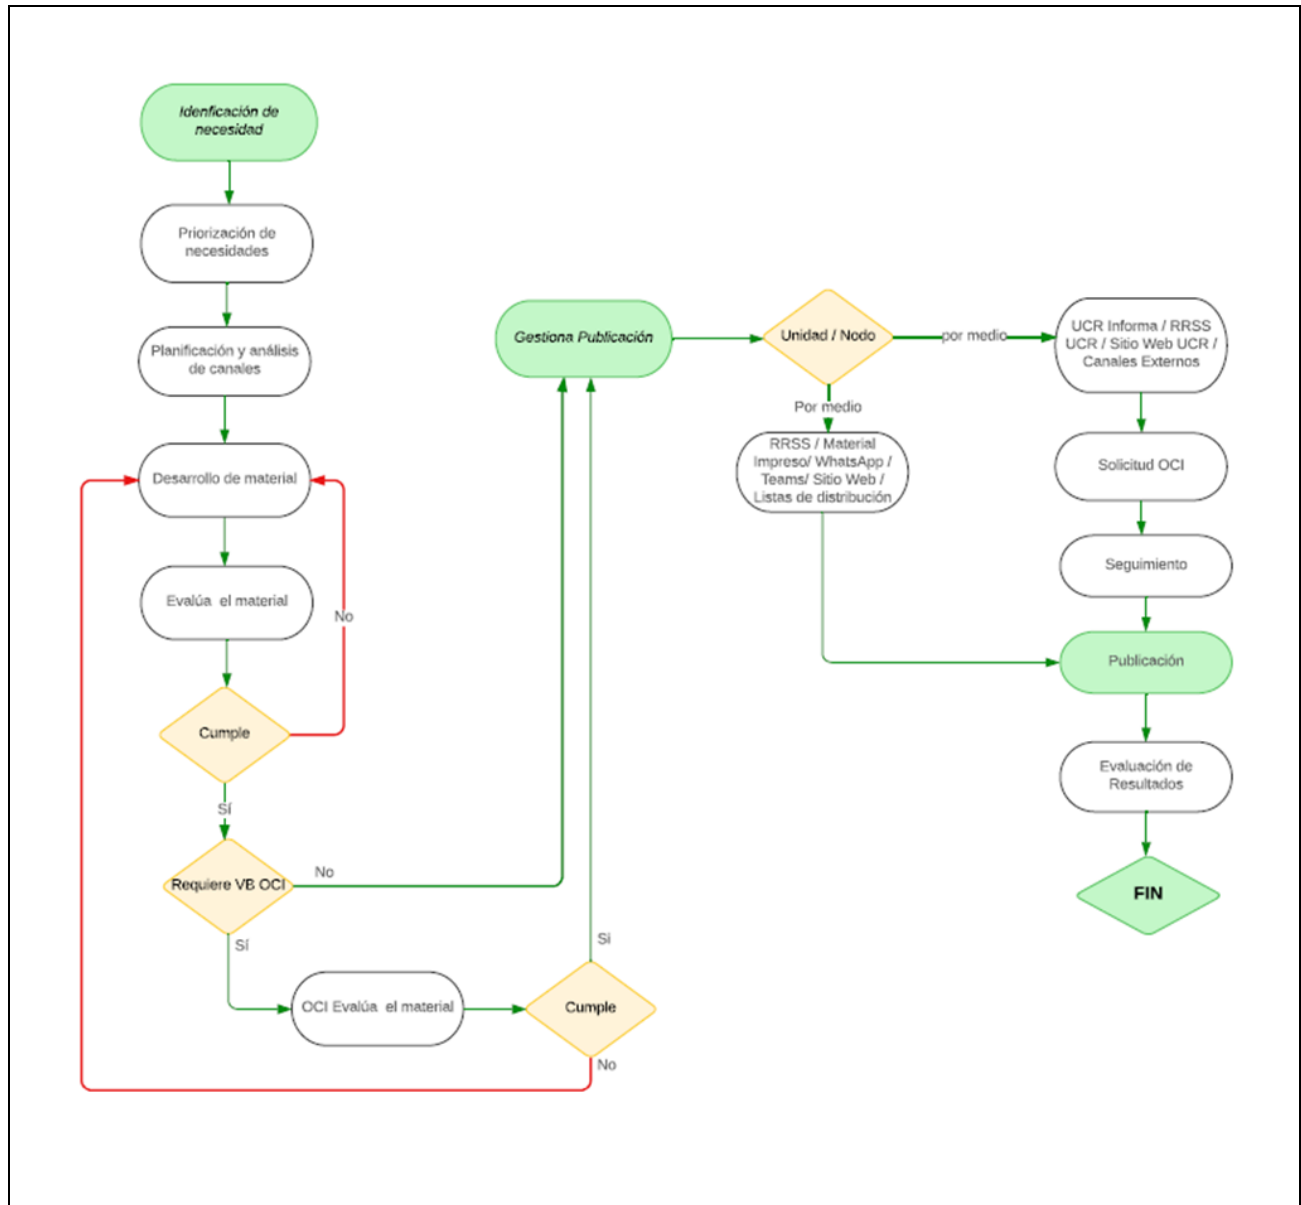 Idenficación de
necesidad
Priorización de
necesidades
Planificación y análisis
de canales
Desarrollo de material
Evalúa el material
No
Cumple
Sí
Requiere VB OCI
No
Sí
OCI Evalúa el material
Cumple
Si
No
Gestiona Publicación
Unidad / Nodo
por medio
Por medio
RRSS / Material
Impreso/ WhatsApp /
Teams/ Sitio Web /
Listas de distribución
UCR Informa / RRSS
UCR / Sitio Web UCR /
Canales Externos
Solicitud OCI
Seguimiento
Publicación
Evaluación de
Resultados
FIN